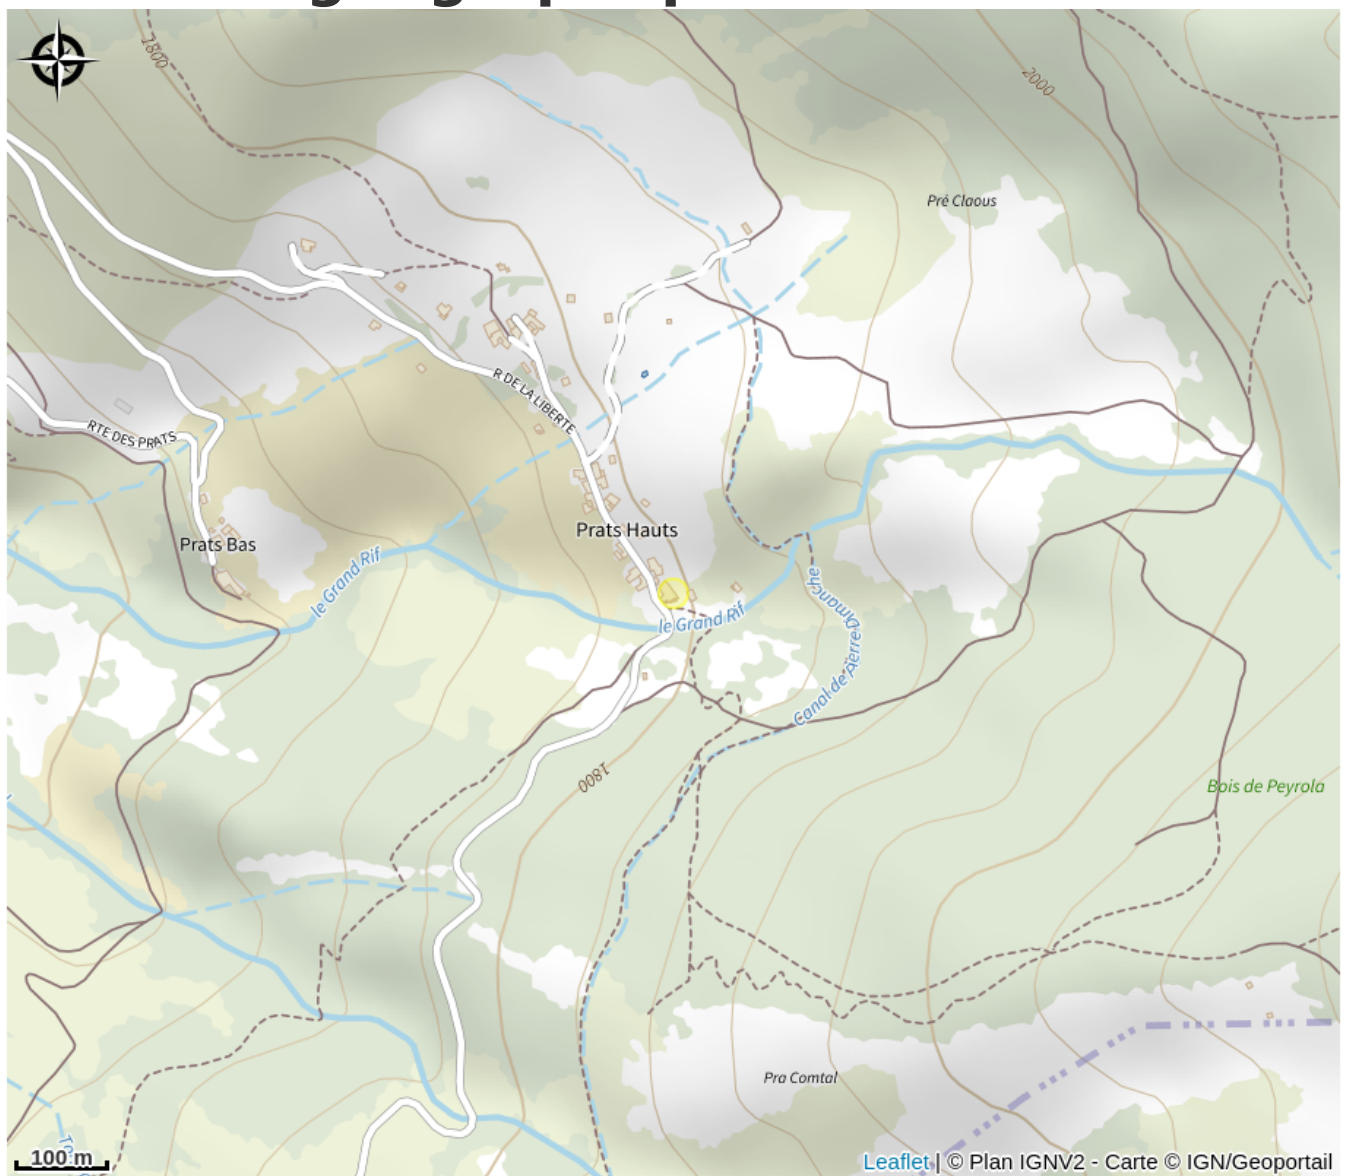 1800
2000
Pré Claous
R DE LA LIBERTE
RTE DES PRATS
Prats Hauts
Prats Bas
le Grand Rif
le Grand Rif
Canal de Pierre Dimanche
1800
Bois de Peyrola
Pra Comtal
100 m
Leaflet | © Plan IGNV2 - Carte © IGN/Geoportail